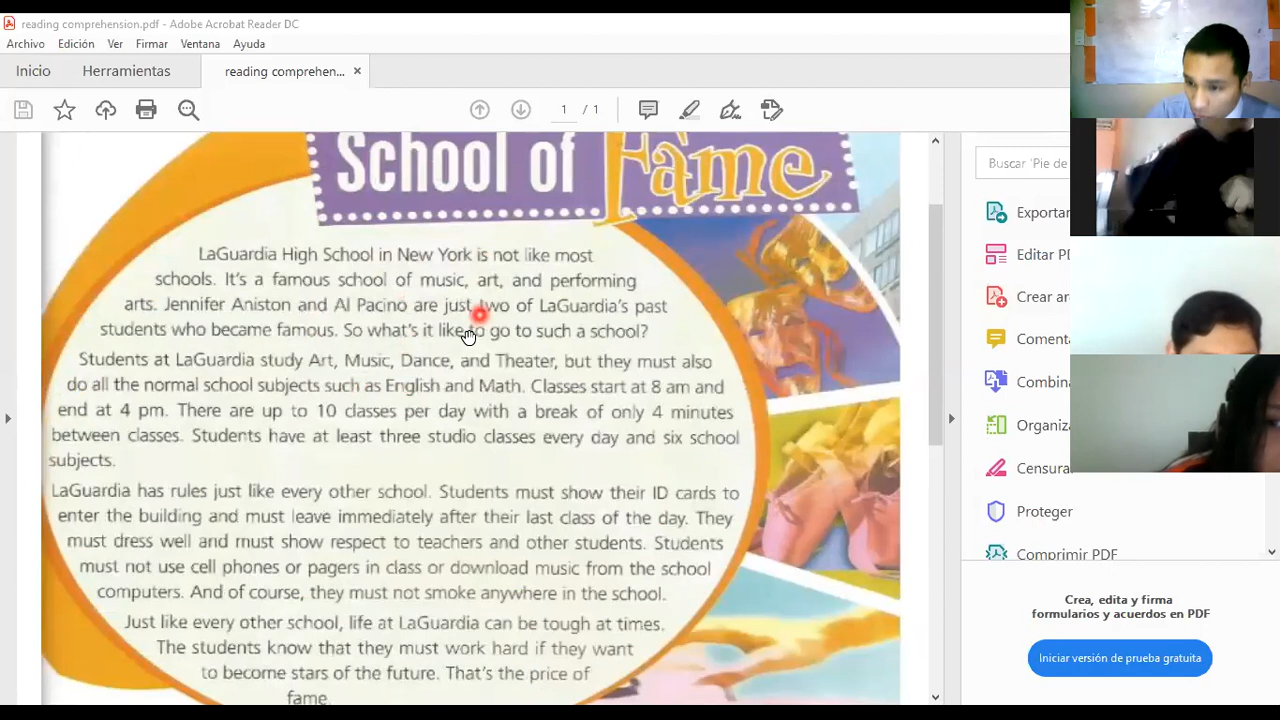 reading comprehension.pdf - Adobe Acrobat Reader DC
Archivo Edición Ver Firmar Ventana Ayuda
Inicio Herramientas reading comprehen... ×
1 / 1
School of Fame
LaGuardia High School in New York is not like most
schools. It's a famous school of music, art, and performing
arts. Jennifer Aniston and Al Pacino are just two of LaGuardia's past
students who became famous. So what's it like to go to such a school?
Students at LaGuardia study Art, Music, Dance, and Theater, but they must also
do all the normal school subjects such as English and Math. Classes start at 8 am and
end at 4 pm. There are up to 10 classes per day with a break of only 4 minutes
between classes. Students have at least three studio classes every day and six school
subjects.
LaGuardia has rules just like every other school. Students must show their ID cards to
enter the building and must leave immediately after their last class of the day. They
must dress well and must show respect to teachers and other students. Students
must not use cell phones or pagers in class or download music from the school
computers. And of course, they must not smoke anywhere in the school.
Just like every other school, life at LaGuardia can be tough at times.
The students know that they must work hard if they want
to become stars of the future. That's the price of
fame.
Buscar 'Pie de
Exportar
Editar PD
Crear ar
Comenta
Combina
Organiza
Censura
Proteger
Comprimir PDF
Crea, edita y firma
formularios y acuerdos en PDF
Iniciar versión de prueba gratuita